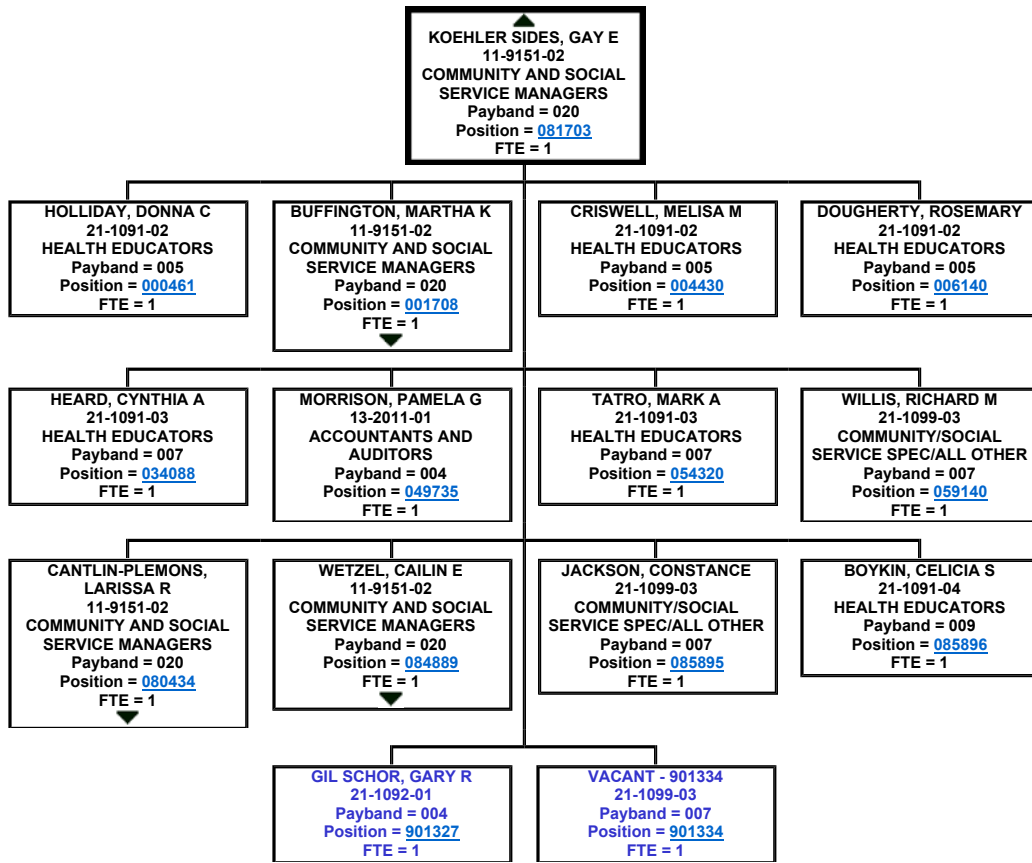 KOEHLER SIDES, GAY E
11-9151-02
COMMUNITY AND SOCIAL
SERVICE MANAGERS
Payband = 020
Position = 081703
FTE = 1
HOLLIDAY, DONNA C
21-1091-02
HEALTH EDUCATORS
Payband = 005
Position = 000461
FTE = 1
BUFFINGTON, MARTHA K
11-9151-02
COMMUNITY AND SOCIAL
SERVICE MANAGERS
Payband = 020
Position = 001708
FTE = 1
CRISWELL, MELISA M
21-1091-02
HEALTH EDUCATORS
Payband = 005
Position = 004430
FTE = 1
DOUGHERTY, ROSEMARY
21-1091-02
HEALTH EDUCATORS
Payband = 005
Position = 006140
FTE = 1
HEARD, CYNTHIA A
21-1091-03
HEALTH EDUCATORS
Payband = 007
Position = 034088
FTE = 1
MORRISON, PAMELA G
13-2011-01
ACCOUNTANTS AND
AUDITORS
Payband = 004
Position = 049735
FTE = 1
TATRO, MARK A
21-1091-03
HEALTH EDUCATORS
Payband = 007
Position = 054320
FTE = 1
WILLIS, RICHARD M
21-1099-03
COMMUNITY/SOCIAL
SERVICE SPEC/ALL OTHER
Payband = 007
Position = 059140
FTE = 1
CANTLIN-PLEMONS,
LARISSA R
11-9151-02
COMMUNITY AND SOCIAL
SERVICE MANAGERS
Payband = 020
Position = 080434
FTE = 1
WETZEL, CAILIN E
11-9151-02
COMMUNITY AND SOCIAL
SERVICE MANAGERS
Payband = 020
Position = 084889
FTE = 1
JACKSON, CONSTANCE
21-1099-03
COMMUNITY/SOCIAL
SERVICE SPEC/ALL OTHER
Payband = 007
Position = 085895
FTE = 1
BOYKIN, CELICIA S
21-1091-04
HEALTH EDUCATORS
Payband = 009
Position = 085896
FTE = 1
GIL SCHOR, GARY R
21-1092-01
Payband = 004
Position = 901327
FTE = 1
VACANT - 901334
21-1099-03
Payband = 007
Position = 901334
FTE = 1